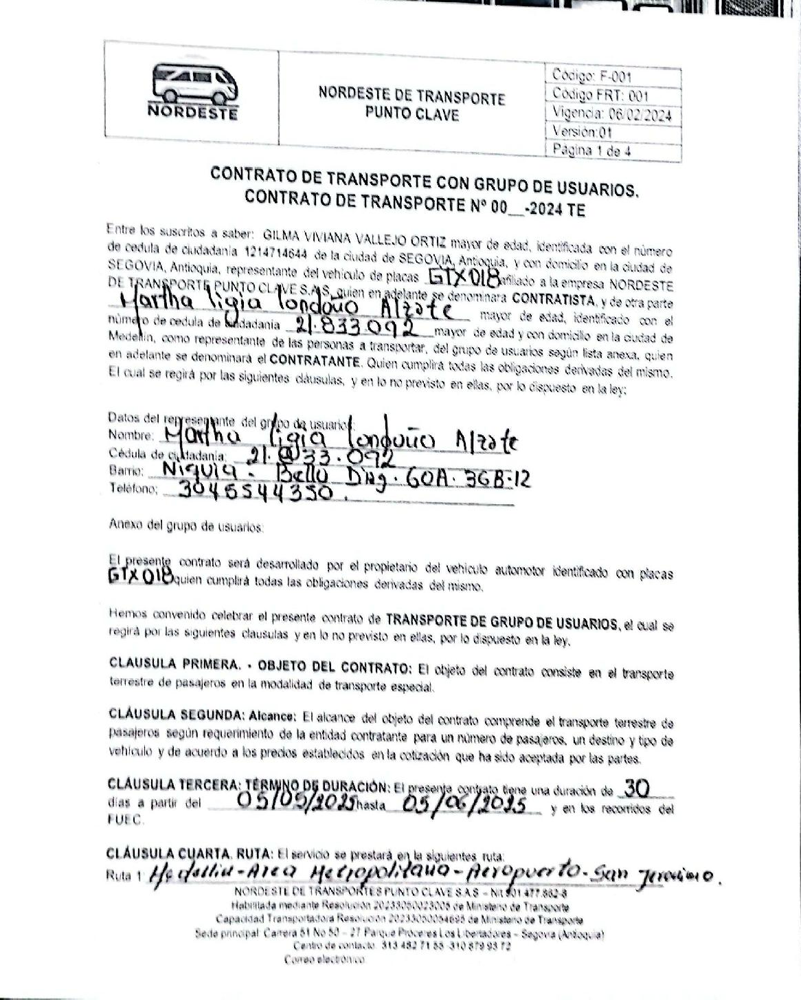 NORDESTE
NORDESTE DE TRANSPORTE
PUNTO CLAVE
Código: F-001
Código FRT: 001
Vigencia: 06/02/2024
Versión:01
Página 1 de 4
CONTRATO DE TRANSPORTE CON GRUPO DE USUARIOS.
CONTRATO DE TRANSPORTE Nº 00__-2024 TE
Entre los suscritos a saber: GILMA VIVIANA VALLEJO ORTIZ mayor de edad, identificada con el número
de cedula de ciudadanía 1214714644 de la ciudad de SEGOVIA, Antioquia, y con domicilio en la ciudad de
SEGOVIA, Antioquia, representante del vehículo de placas GTX018 afiliado a la empresa NORDESTE
DE TRANSPORTE PUNTO CLAVE S.AS, quien en adelante se denominara CONTRATISTA, y de otra parte
Martha ligia londoño Alzate mayor de edad, identificado con el
número de cedula de ciudadanía 21.833.092 mayor de edad y con domicilio en la ciudad de
Medellín, como representante de las personas a transportar, del grupo de usuarios según lista anexa, quien
en adelante se denominará el CONTRATANTE. Quien cumplirá todas las obligaciones derivadas del mismo.
El cual se regirá por las siguientes cláusulas, y en lo no previsto en ellas, por lo dispuesto en la ley;
Datos del representante del grupo de usuarios:
Nombre: Martha ligia londoño Alzate
Cédula de ciudadanía: 21.833.092
Barrio: Niquia - Bello Diag. 60A. 36B-12
Teléfono: 3045544350.
Anexo del grupo de usuarios:
El presente contrato será desarrollado por el propietario del vehículo automotor identificado con placas
GTX018 quien cumplirá todas las obligaciones derivadas del mismo.
Hemos convenido celebrar el presente contrato de TRANSPORTE DE GRUPO DE USUARIOS, el cual se
regirá por las siguientes clausulas y en lo no previsto en ellas, por lo dispuesto en la ley.
CLAUSULA PRIMERA. - OBJETO DEL CONTRATO: El objeto del contrato consiste en el transporte
terrestre de pasajeros en la modalidad de transporte especial.
CLÁUSULA SEGUNDA: Alcance: El alcance del objeto del contrato comprende el transporte terrestre de
pasajeros según requerimiento de la entidad contratante para un número de pasajeros, un destino y tipo de
vehículo y de acuerdo a los precios establecidos en la cotización que ha sido aceptada por las partes.
CLÁUSULA TERCERA: TÉRMINO DE DURACIÓN: El presente contrato tiene una duración de 30
días a partir del 05/05/2025 hasta 05/06/2025 y en los recorridos del
FUEC.
CLÁUSULA CUARTA. RUTA: El servicio se prestará en la siguientes ruta:
Ruta 1: Medellin - Area Metropolitana - Aeropuerto - San Jeronimo.
NORDESTE DE TRANSPORTES PUNTO CLAVE S.A.S – Nit 901.477.862-8
Habilitada mediante Resolución 20233050023005 de Ministerio de Transporte
Capacidad Transportadora Resolución 20233050054695 de Ministerio de Transporte
Sede principal: Carrera 51 No 50 – 27 Parque Próceres Los Libertadores – Segovia (Antioquia)
Centro de contacto: 313 482 71 55 -310 879 93 72
Correo electrónico